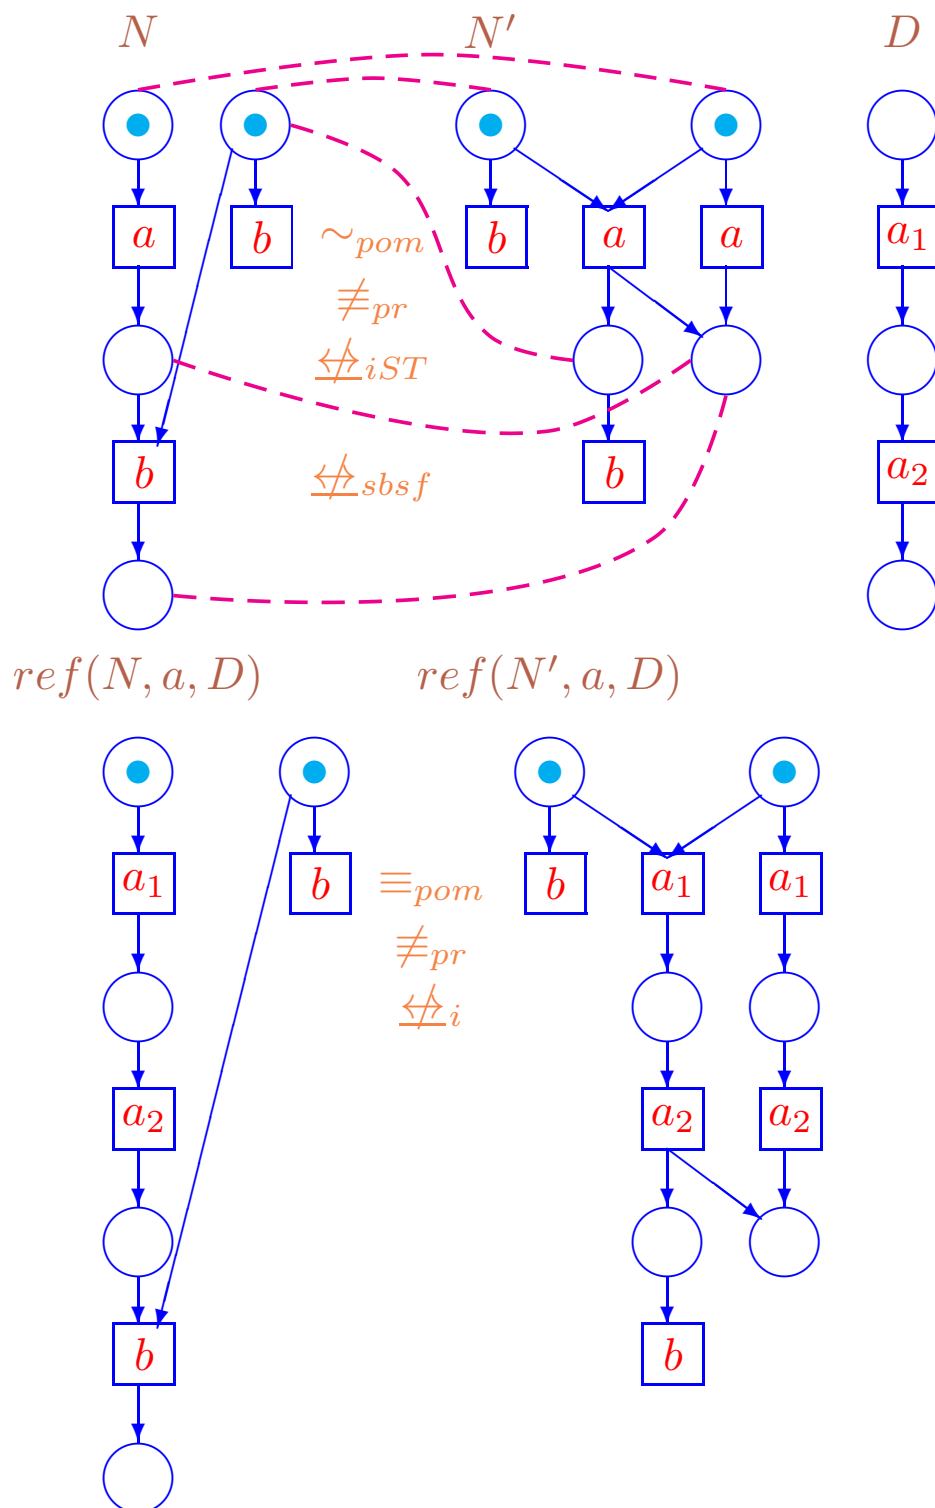 N N′ D
a b b a a a₁
∼pom
≢pr
↮iST
b b a₂
↮sbsf
ref(N, a, D) ref(N′, a, D)
a₁ b b a₁ a₁
≡pom
≢pr
↮i
a₂ a₂ a₂
b b